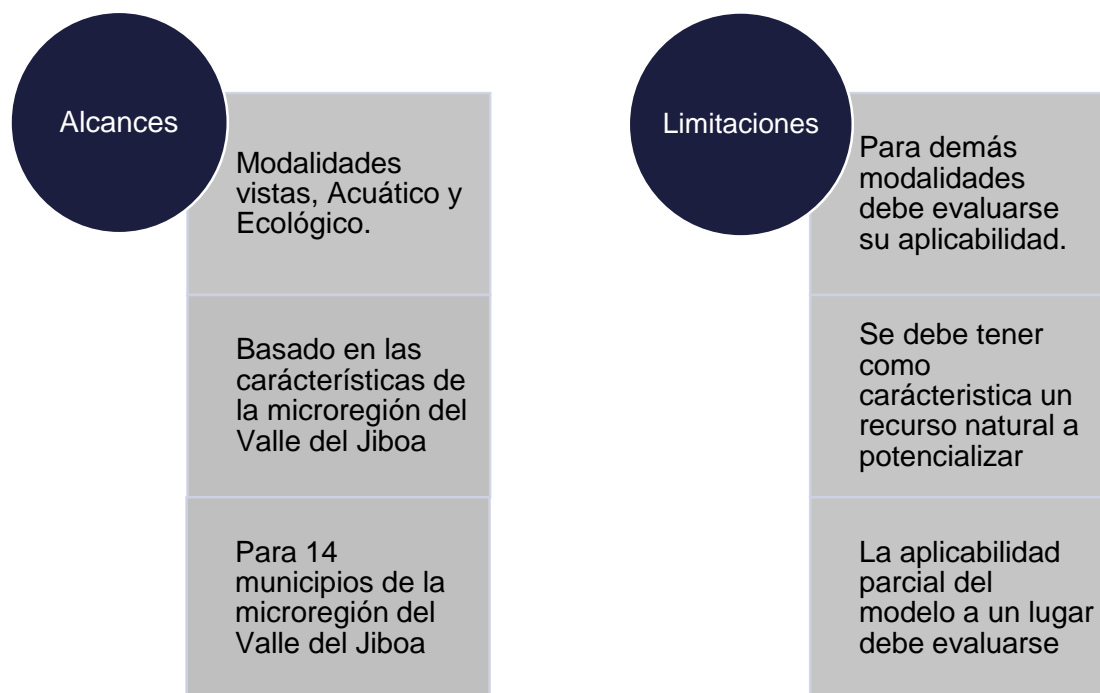 Alcances
Modalidades
vistas, Acuático y
Ecológico.
Basado en las
carácterísticas de
la microregión del
Valle del Jiboa
Para 14
municipios de la
microregión del
Valle del Jiboa
Limitaciones
Para demás
modalidades
debe evaluarse
su aplicabilidad.
Se debe tener
como
carácteristica un
recurso natural a
potencializar
La aplicabilidad
parcial del
modelo a un lugar
debe evaluarse